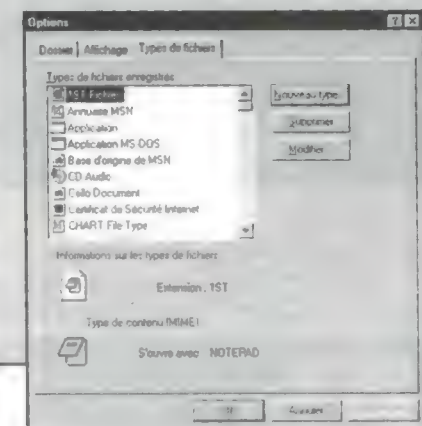 Options
Dossier Affichage Types de fichiers
Types de fichiers enregistrés
1ST Fichier
Annuaire MSN
Application
Application MS-DOS
Base d'origine de MSN
CD Audio
Cello Document
Certificat de Sécurité Internet
CHART File Type
Nouveau type...
Supprimer
Modifier
Informations sur les types de fichiers
Extension : 1ST
Type de contenu (MIME)
S'ouvre avec NOTEPAD
Annuler